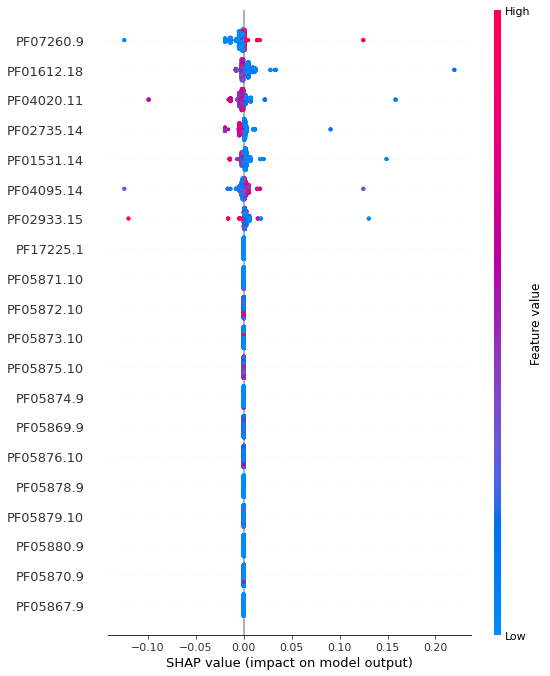 High
PF07260.9
PF01612.18
PF04020.11
PF02735.14
PF01531.14
PF04095.14
PF02933.15
PF17225.1
PF05871.10
PF05872.10
PF05873.10
PF05875.10
PF05874.9
PF05869.9
PF05876.10
PF05878.9
PF05879.10
PF05880.9
PF05870.9
PF05867.9
Feature value
Low
−0.10 −0.05 0.00 0.05 0.10 0.15 0.20
SHAP value (impact on model output)